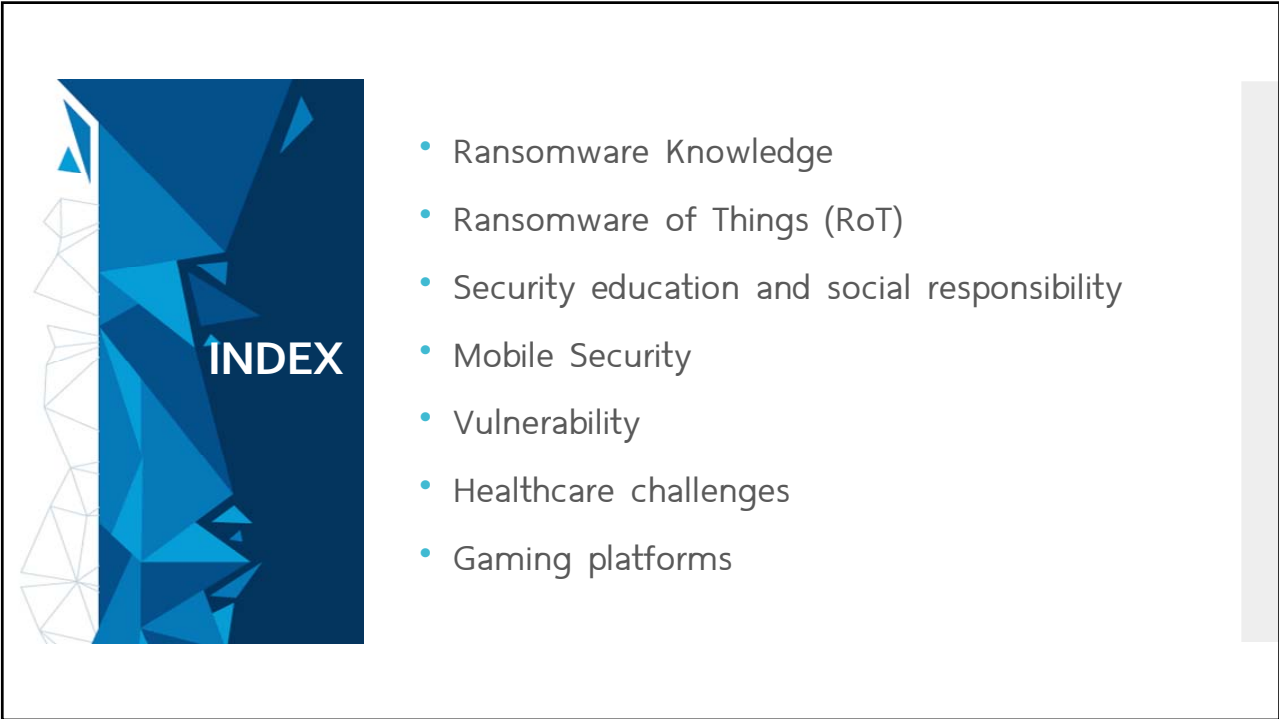 INDEX
Ransomware Knowledge
Ransomware of Things (RoT)
Security education and social responsibility
Mobile Security
Vulnerability
Healthcare challenges
Gaming platforms